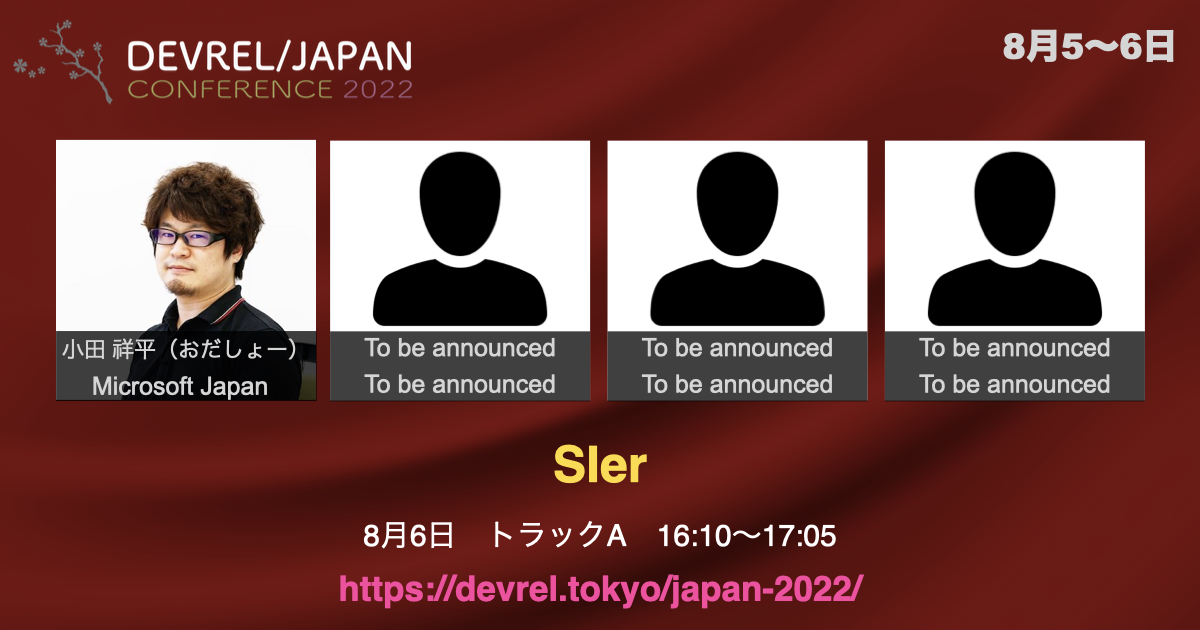 DEVREL/JAPAN
CONFERENCE 2022
8月5〜6日
小田 祥平（おだしょー）
Microsoft Japan
To be announced
To be announced
To be announced
To be announced
To be announced
To be announced
SIer
8月6日　トラックA　16:10〜17:05
https://devrel.tokyo/japan-2022/